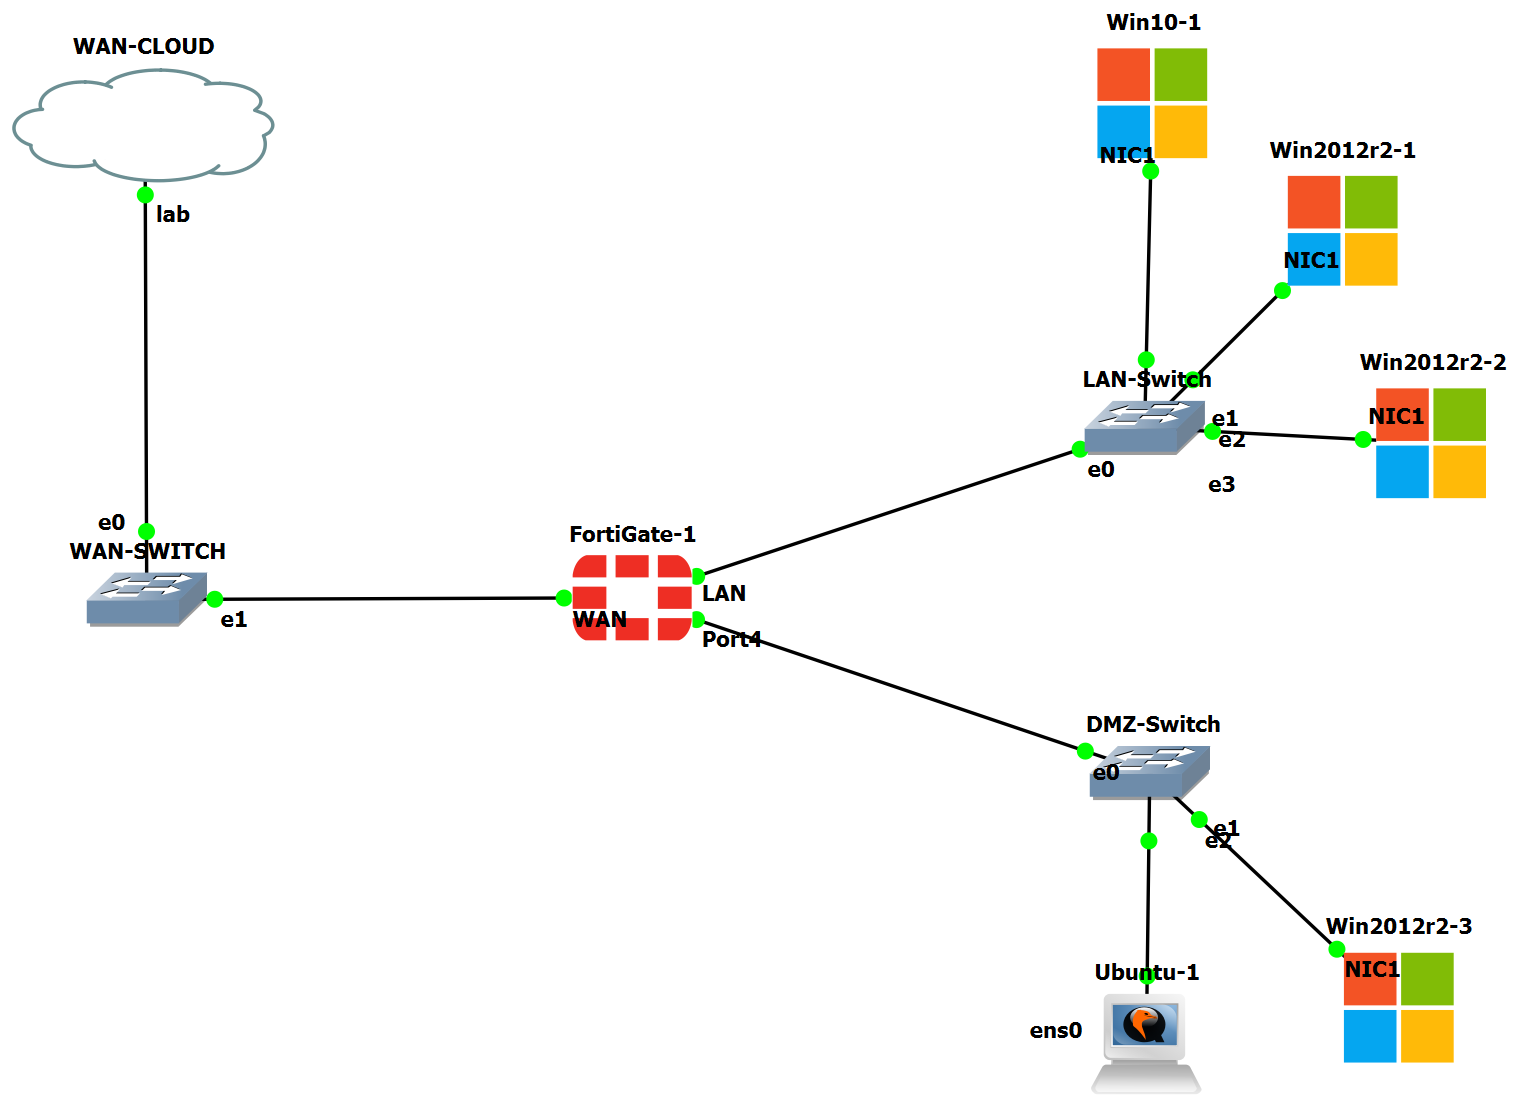 Win10-1
WAN-CLOUD
NIC1
Win2012r2-1
lab
NIC1
Win2012r2-2
LAN-Switch
e1
NIC1
e2
e0
e3
e0
FortiGate-1
WAN-SWITCH
LAN
e1
WAN
Port4
DMZ-Switch
e0
e1
e2
Win2012r2-3
Ubuntu-1
NIC1
ens0